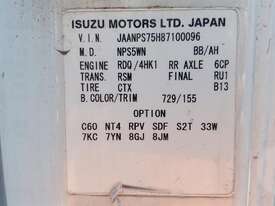 ISUZU MOTORS LTD. JAPAN
V.I.N. JAANPS75H87100096
M.D. NPS5WN BB/AH
ENGINE RDQ/4HK1 RR AXLE 6CP
TRANS. RSM FINAL RU1
TIRE CTX B13
B.COLOR/TRIM 729/155
OPTION
C60 NT4 RPV SDF S2T 33W
7KC 7YN 8GJ 8JM